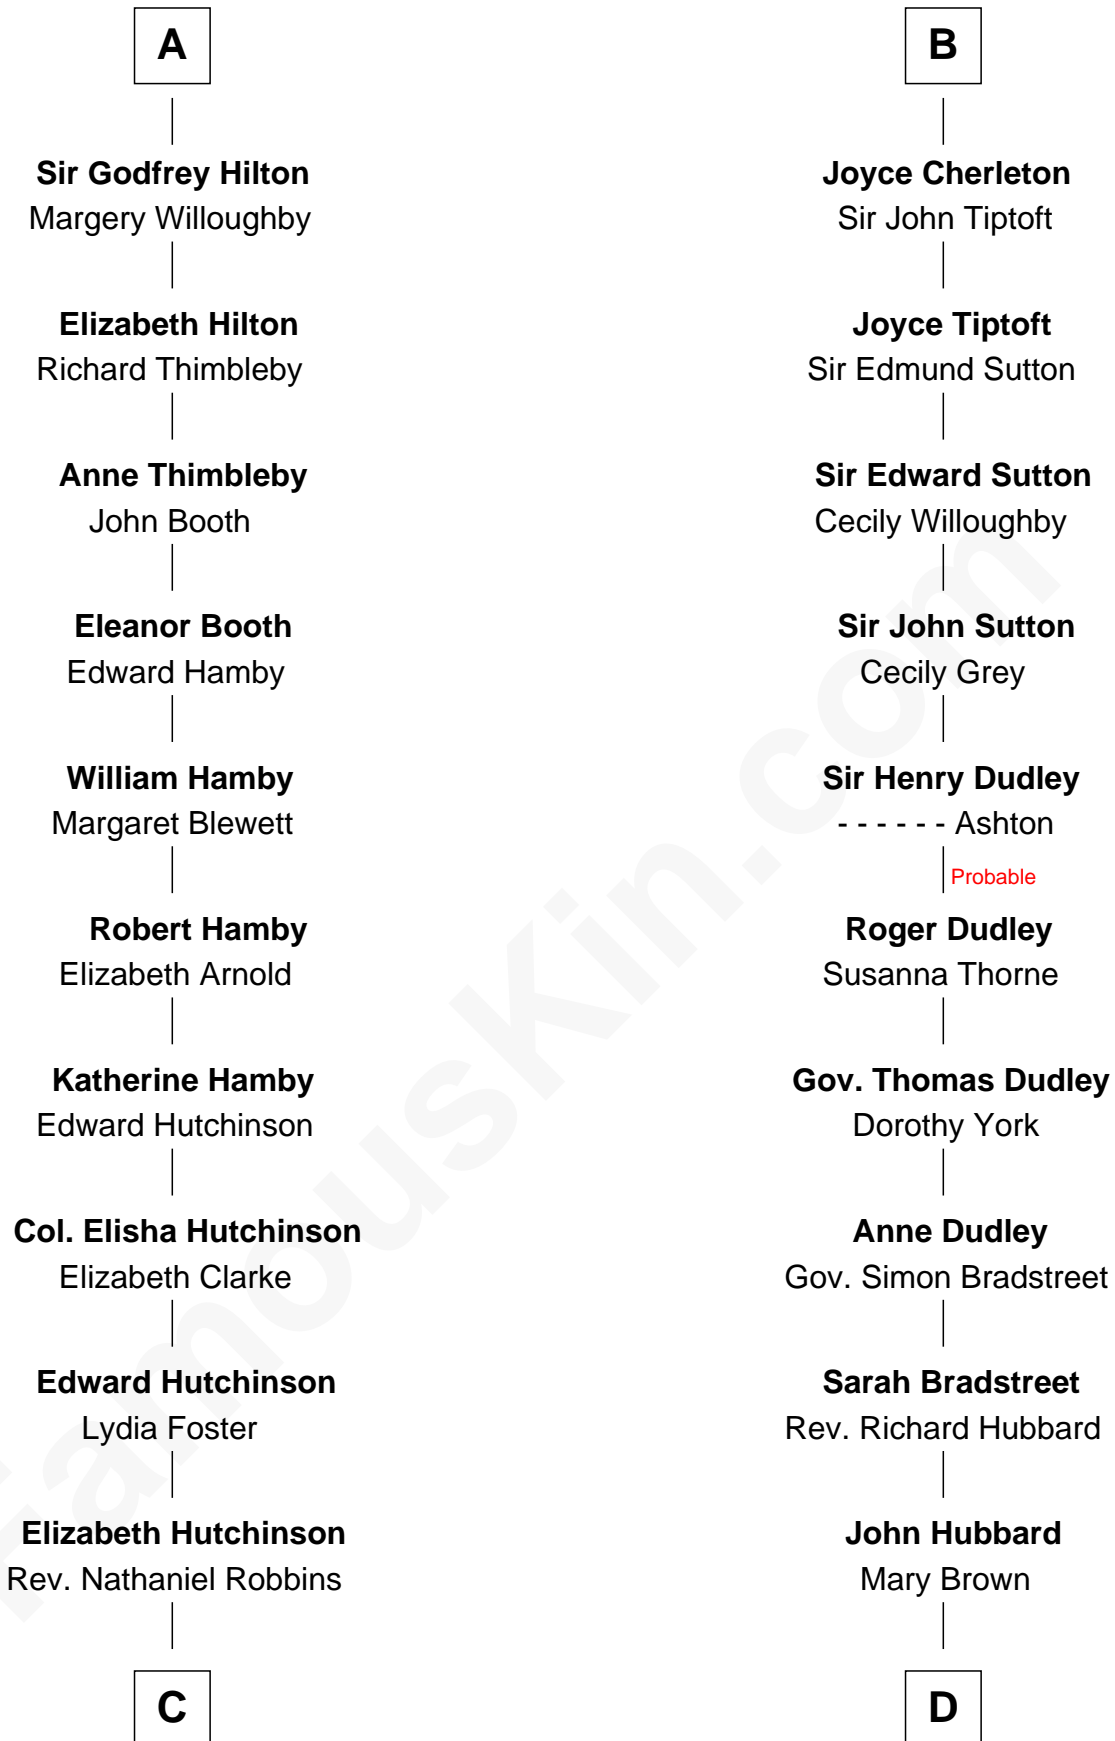 A
Sir Godfrey Hilton
Margery Willoughby
Elizabeth Hilton
Richard Thimbleby
Anne Thimbleby
John Booth
Eleanor Booth
Edward Hamby
William Hamby
Margaret Blewett
Robert Hamby
Elizabeth Arnold
Katherine Hamby
Edward Hutchinson
Col. Elisha Hutchinson
Elizabeth Clarke
Edward Hutchinson
Lydia Foster
Elizabeth Hutchinson
Rev. Nathaniel Robbins
C
B
Joyce Cherleton
Sir John Tiptoft
Joyce Tiptoft
Sir Edmund Sutton
Sir Edward Sutton
Cecily Willoughby
Sir John Sutton
Cecily Grey
Sir Henry Dudley
- - - - - - Ashton
Probable
Roger Dudley
Susanna Thorne
Gov. Thomas Dudley
Dorothy York
Anne Dudley
Gov. Simon Bradstreet
Sarah Bradstreet
Rev. Richard Hubbard
John Hubbard
Mary Brown
D
FamousKin.com